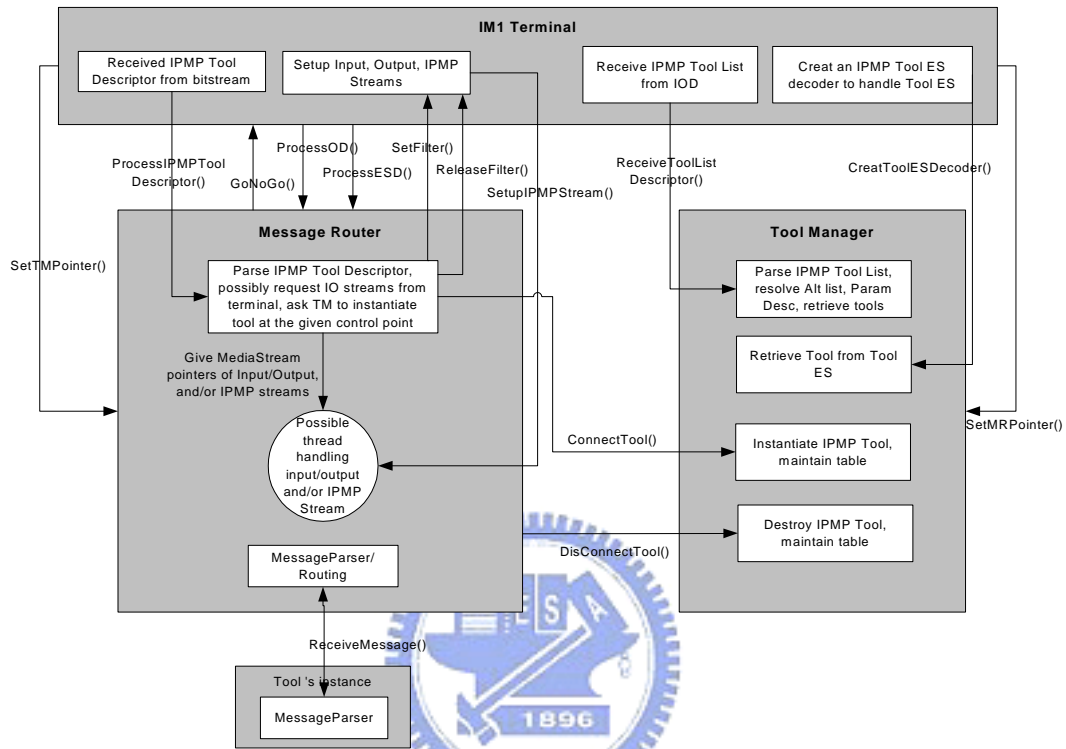 IM1 Terminal
Received IPMP Tool
Descriptor from bitstream
Setup Input, Output, IPMP
Streams
Receive IPMP Tool List
from IOD
Creat an IPMP Tool ES
decoder to handle Tool ES
ProcessIPMPTool
Descriptor()
GoNoGo()
ProcessOD()
ProcessESD()
SetFilter()
ReleaseFilter()
SetupIPMPStream()
ReceiveToolList
Descriptor()
CreatToolESDecoder()
SetTMPointer()
Message Router
Parse IPMP Tool Descriptor,
possibly request IO streams from
terminal, ask TM to instantiate
tool at the given control point
Give MediaStream
pointers of Input/Output,
and/or IPMP streams
Possible
thread
handling
input/output
and/or IPMP
Stream
MessageParser/
Routing
Tool Manager
Parse IPMP Tool List,
resolve Alt list, Param
Desc, retrieve tools
Retrieve Tool from Tool
ES
SetMRPointer()
ConnectTool()
Instantiate IPMP Tool,
maintain table
DisConnectTool()
Destroy IPMP Tool,
maintain table
ReceiveMessage()
Tool 's instance
MessageParser
E S A
1896